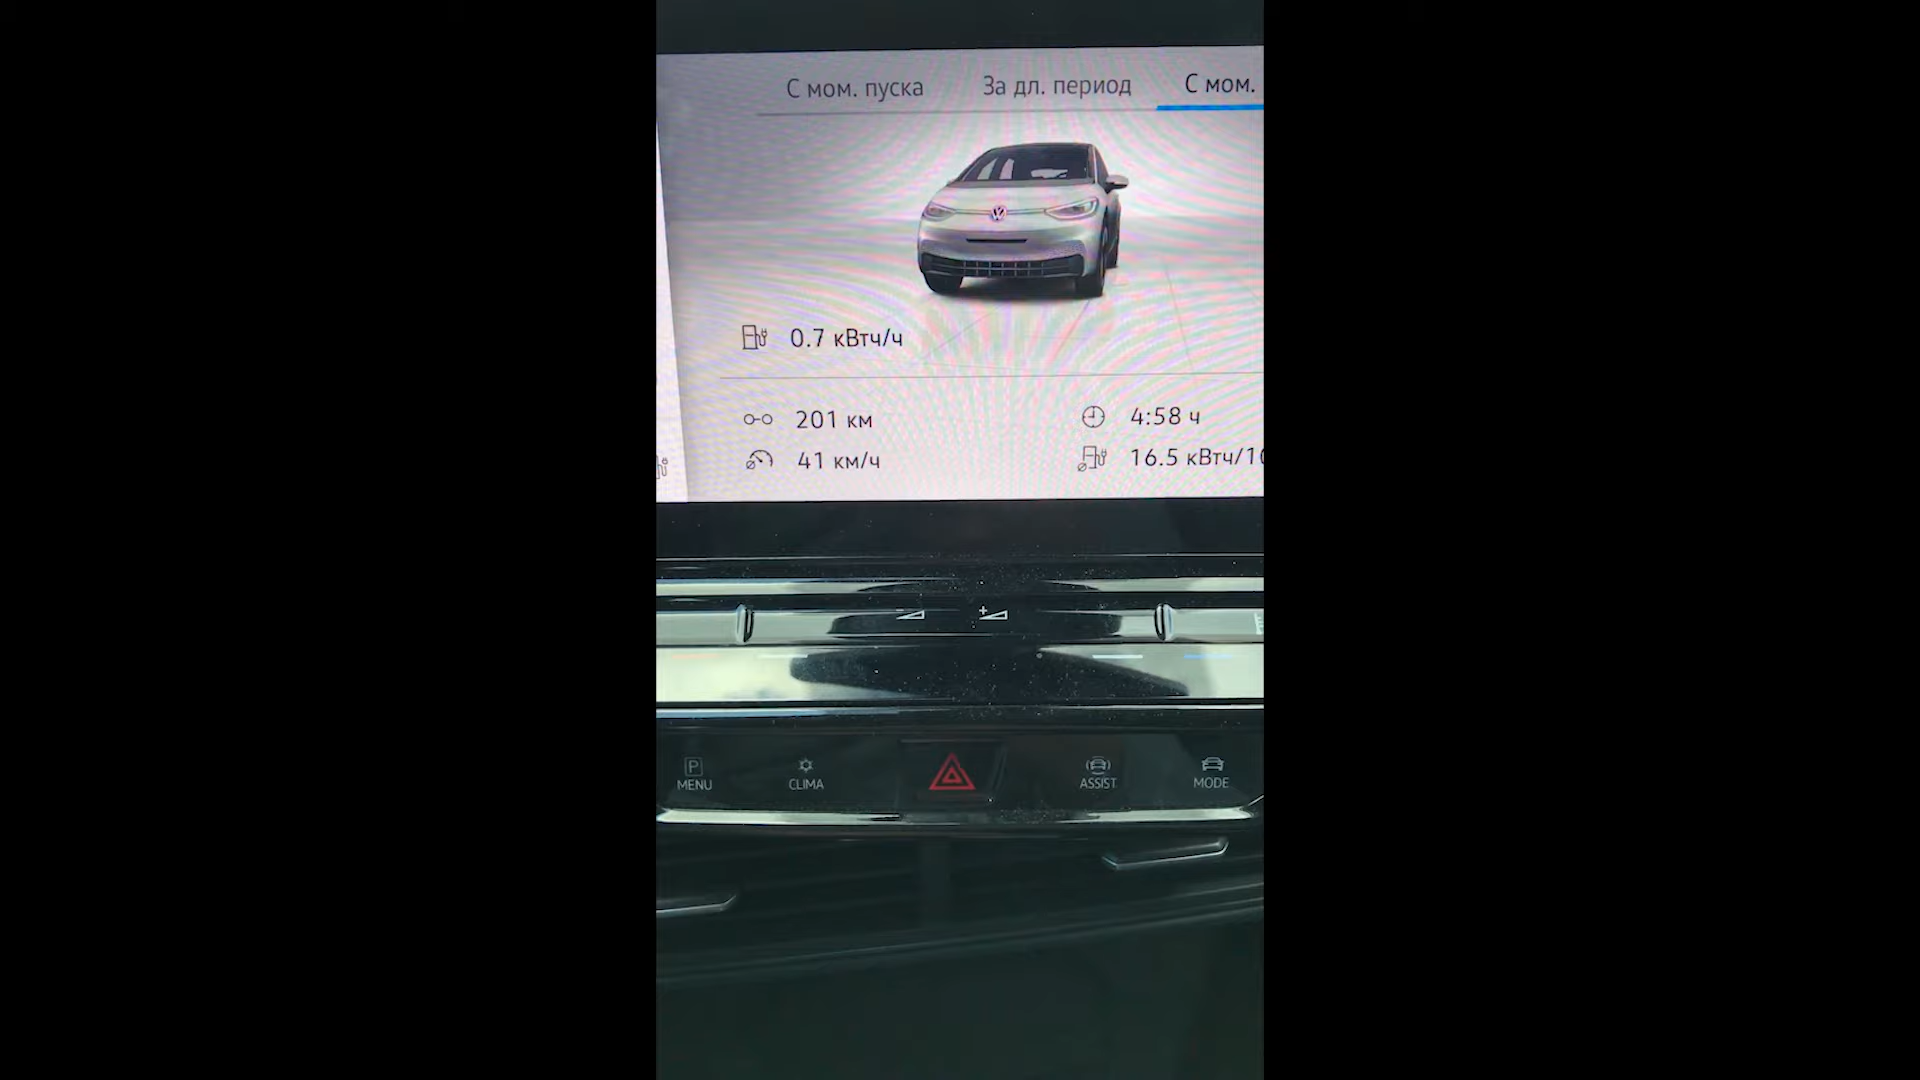 С мом. пуска
За дл. период
С мом.
0.7 кВтч/ч
201 км
4:58 ч
41 км/ч
16.5 кВтч/10
P
MENU
CLIMA
ASSIST
MODE